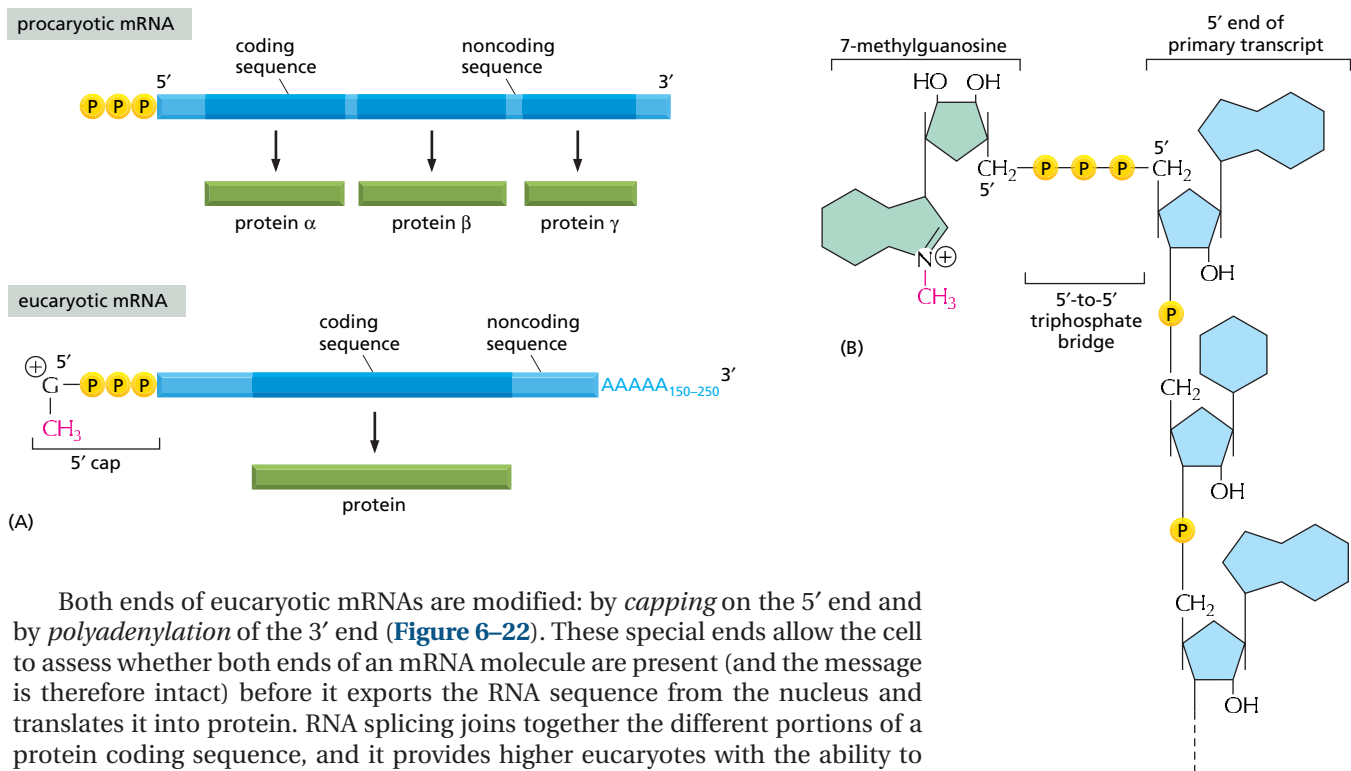 procaryotic mRNA
coding
sequence
noncoding
sequence
5′
3′
P P P
protein α
protein β
protein γ
eucaryotic mRNA
coding
sequence
noncoding
sequence
⊕
5′
G
P P P
AAAAA150–250
3′
CH3
5′ cap
protein
(A)
7-methylguanosine
5′ end of
primary transcript
HO OH
5′
CH2
P P P
5′
CH2
N⊕
CH3
OH
5′-to-5′
triphosphate
bridge
P
(B)
CH2
OH
P
CH2
OH
Both ends of eucaryotic mRNAs are modified: by capping on the 5′ end and
by polyadenylation of the 3′ end (Figure 6–22). These special ends allow the cell
to assess whether both ends of an mRNA molecule are present (and the message
is therefore intact) before it exports the RNA sequence from the nucleus and
translates it into protein. RNA splicing joins together the different portions of a
protein coding sequence, and it provides higher eucaryotes with the ability to